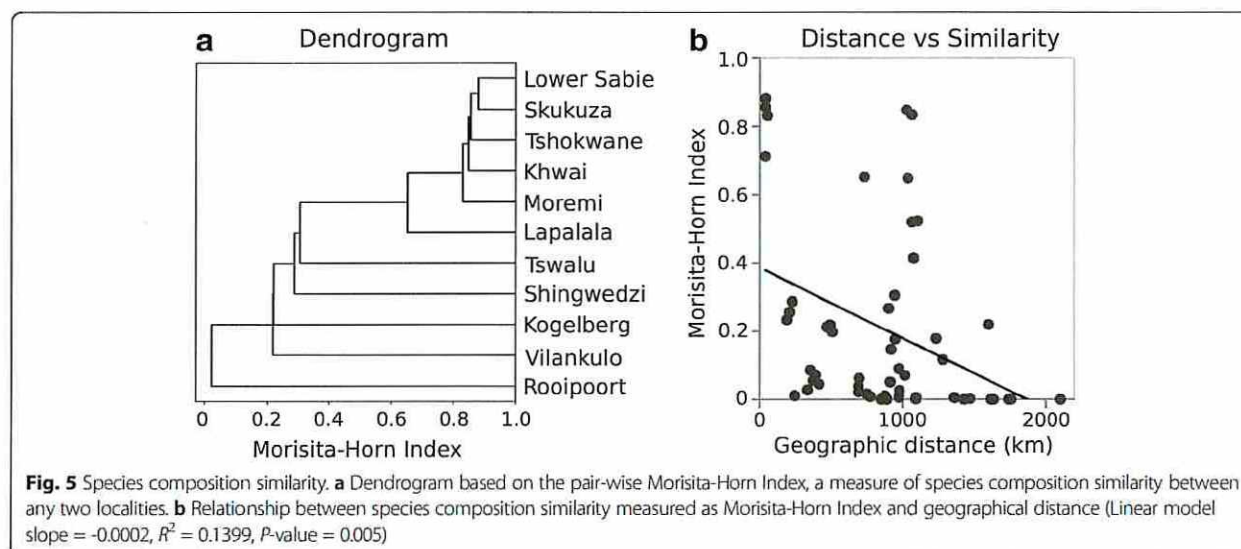 a Dendrogram
Lower Sabie
Skukuza
Tshokwane
Khwai
Moremi
Lapalala
Tswalu
Shingwedzi
Kogelberg
Vilankulo
Rooipoort
0 0.2 0.4 0.6 0.8 1.0
Morisita-Horn Index
b Distance vs Similarity
1.0
0.8
0.6
0.4
0.2
0
Morisita-Horn Index
0 1000 2000
Geographic distance (km)
Fig. 5 Species composition similarity. a Dendrogram based on the pair-wise Morisita-Horn Index, a measure of species composition similarity between
any two localities. b Relationship between species composition similarity measured as Morisita-Horn Index and geographical distance (Linear model
slope = -0.0002, R² = 0.1399, P-value = 0.005)